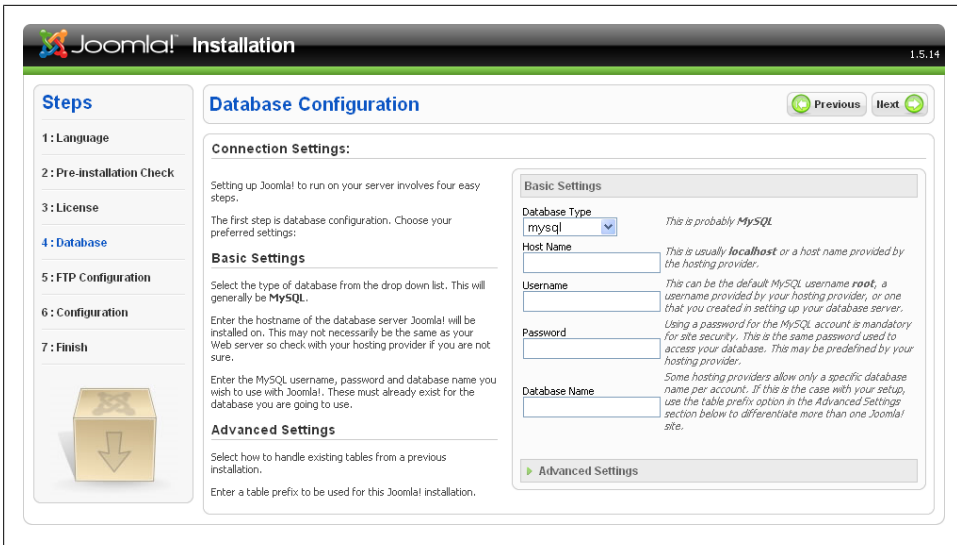 Joomla! Installation
1.5.14
Steps
1 : Language
2 : Pre-installation Check
3 : License
4 : Database
5 : FTP Configuration
6 : Configuration
7 : Finish
Database Configuration
Previous
Next
Connection Settings:
Setting up Joomla! to run on your server involves four easy
steps.
The first step is database configuration. Choose your
preferred settings:
Basic Settings
Select the type of database from the drop down list. This will
generally be MySQL.
Enter the hostname of the database server Joomla! will be
installed on. This may not necessarily be the same as your
Web server so check with your hosting provider if you are not
sure.
Enter the MySQL username, password and database name you
wish to use with Joomla!. These must already exist for the
database you are going to use.
Advanced Settings
Select how to handle existing tables from a previous
installation.
Enter a table prefix to be used for this Joomla! installation.
Basic Settings
Database Type
mysql
This is probably MySQL
Host Name
This is usually localhost or a host name provided by
the hosting provider.
Username
This can be the default MySQL username root, a
username provided by your hosting provider, or one
that you created in setting up your database server.
Password
Using a password for the MySQL account is mandatory
for site security. This is the same password used to
access your database. This may be predefined by your
hosting provider.
Database Name
Some hosting providers allow only a specific database
name per account. If this is the case with your setup,
use the table prefix option in the Advanced Settings
section below to differentiate more than one Joomla!
site.
Advanced Settings